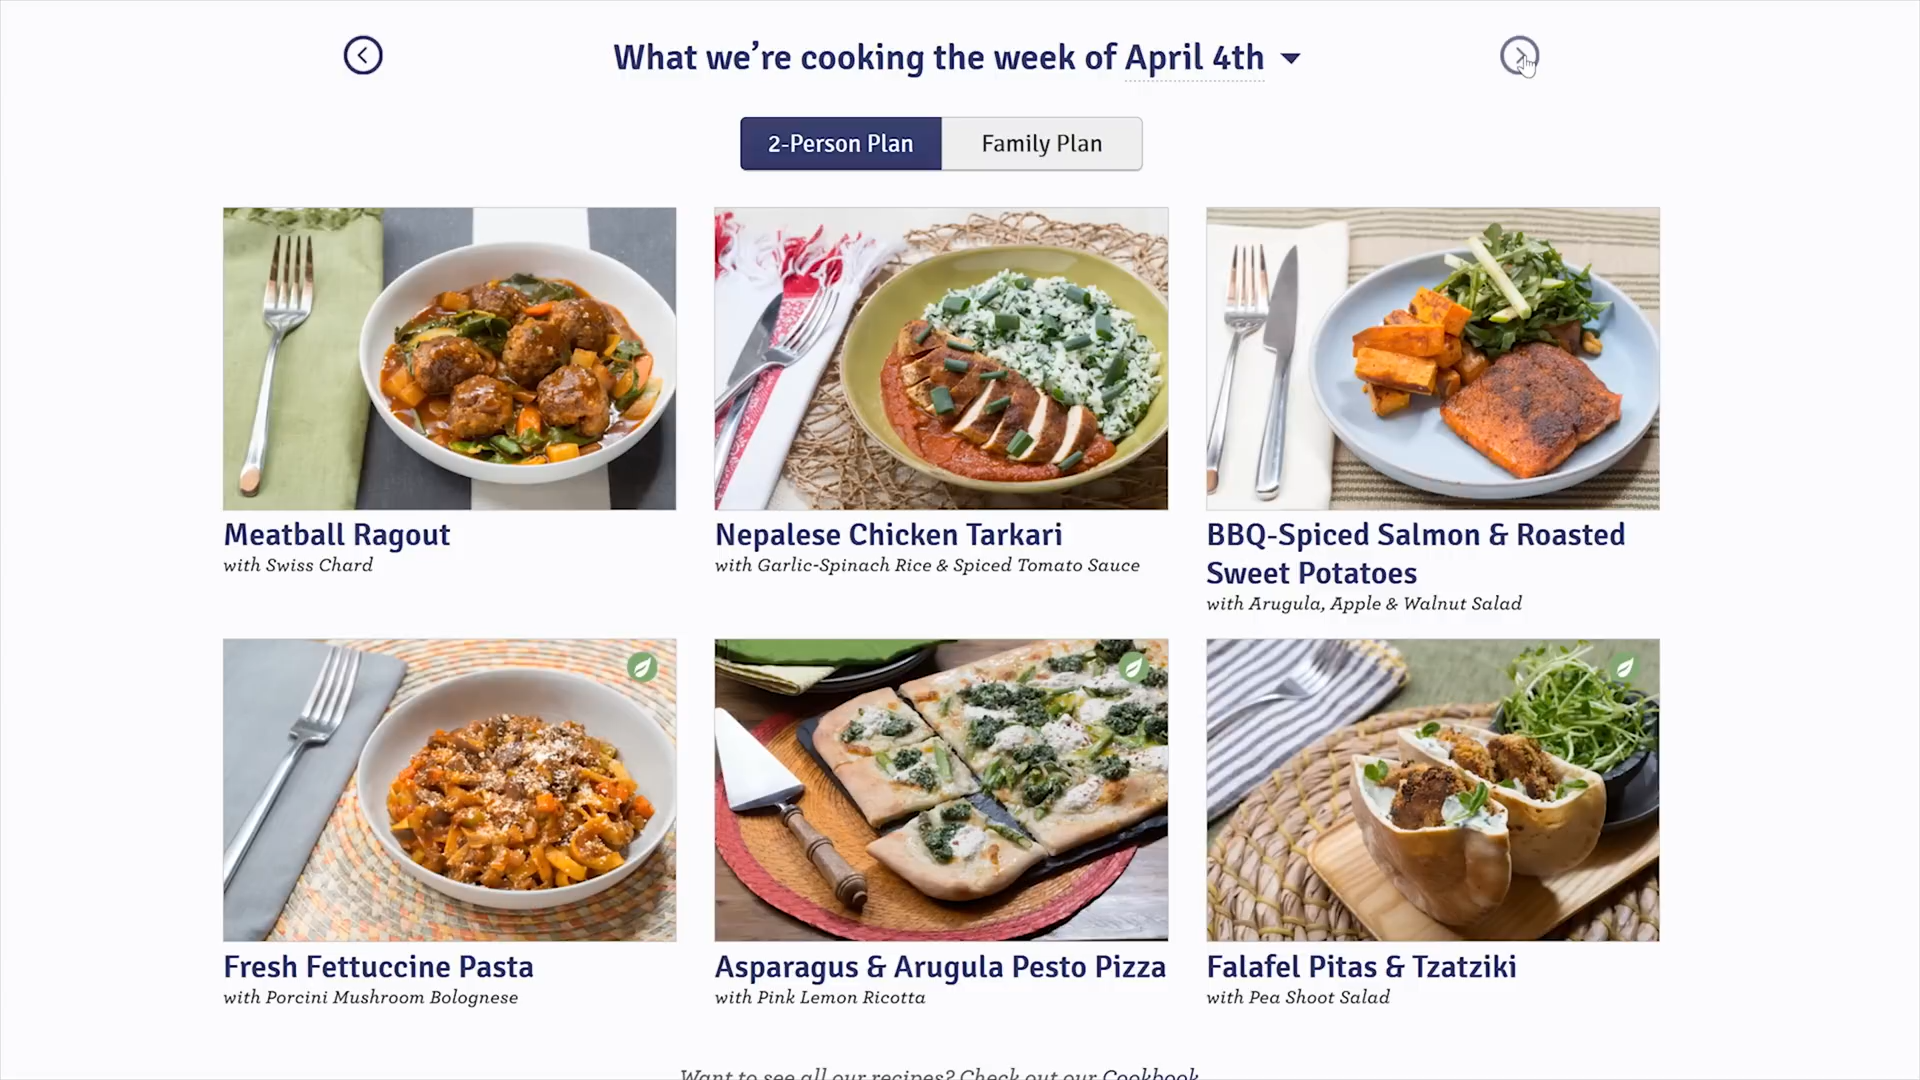 What we’re cooking the week of April 4th
2-Person Plan
Family Plan
Meatball Ragout
with Swiss Chard
Nepalese Chicken Tarkari
with Garlic-Spinach Rice & Spiced Tomato Sauce
BBQ-Spiced Salmon & Roasted
Sweet Potatoes
with Arugula, Apple & Walnut Salad
Fresh Fettuccine Pasta
with Porcini Mushroom Bolognese
Asparagus & Arugula Pesto Pizza
with Pink Lemon Ricotta
Falafel Pitas & Tzatziki
with Pea Shoot Salad
Want to see all our recipes? Check out our Cookbook